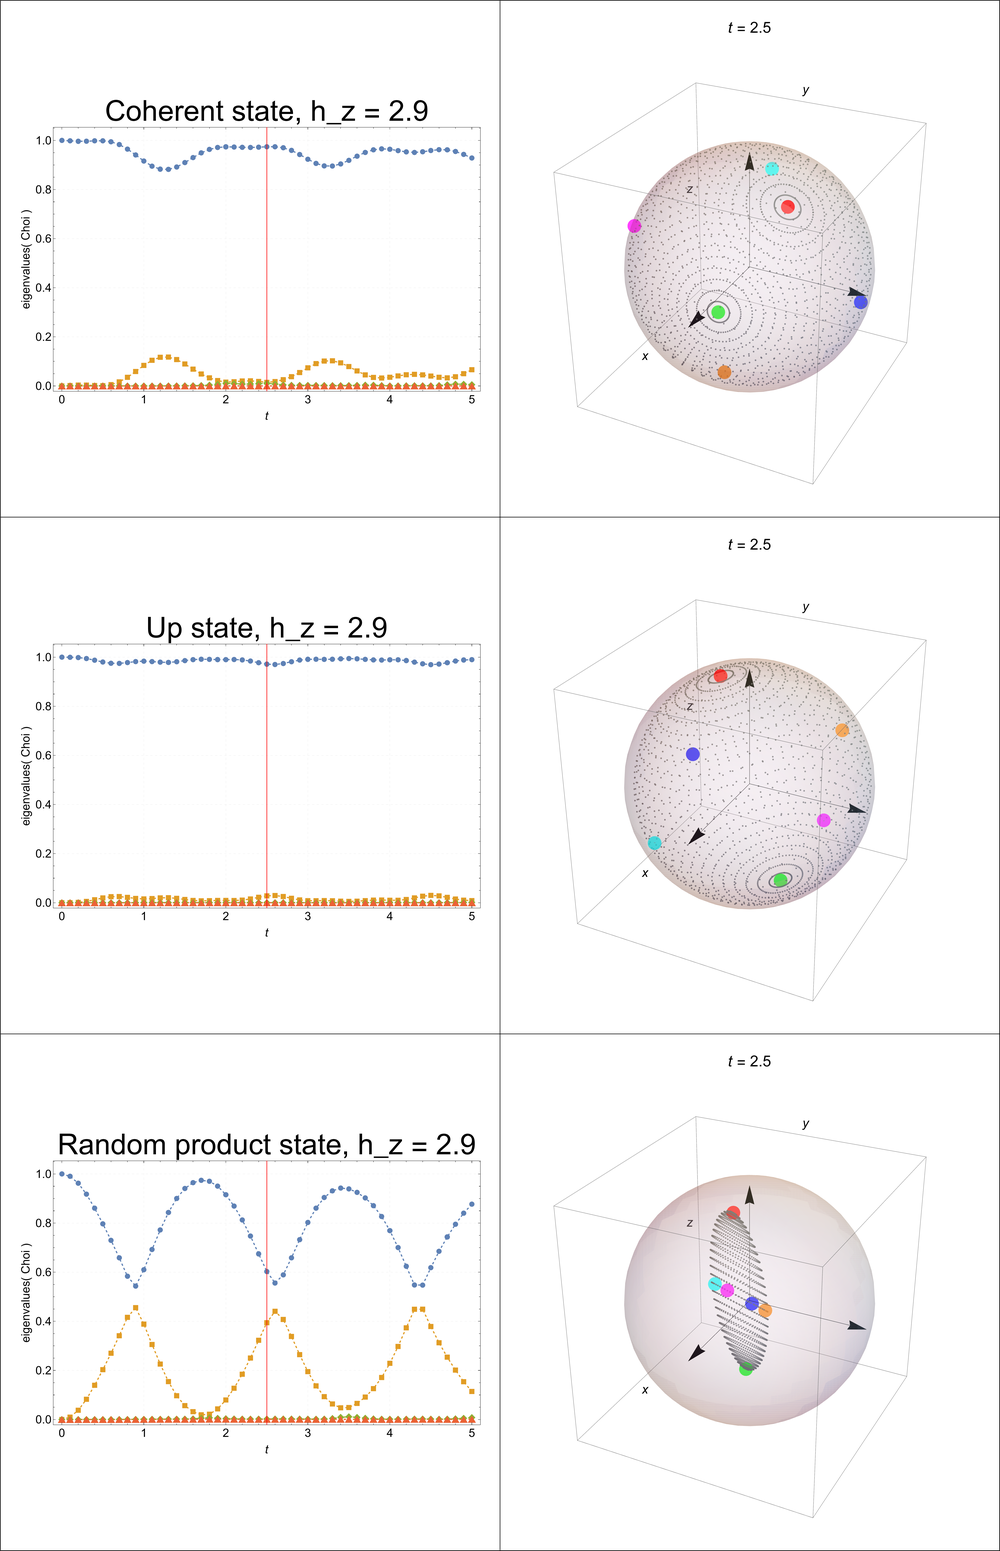 Coherent state, h_z = 2.9
eigenvalues( Choi )
1.0
0.8
0.6
0.4
0.2
0.0
0 1 2 3 4 5
t
t = 2.5
y
z
x
Up state, h_z = 2.9
eigenvalues( Choi )
1.0
0.8
0.6
0.4
0.2
0.0
0 1 2 3 4 5
t
t = 2.5
y
z
x
Random product state, h_z = 2.9
eigenvalues( Choi )
1.0
0.8
0.6
0.4
0.2
0.0
0 1 2 3 4 5
t
t = 2.5
y
z
x